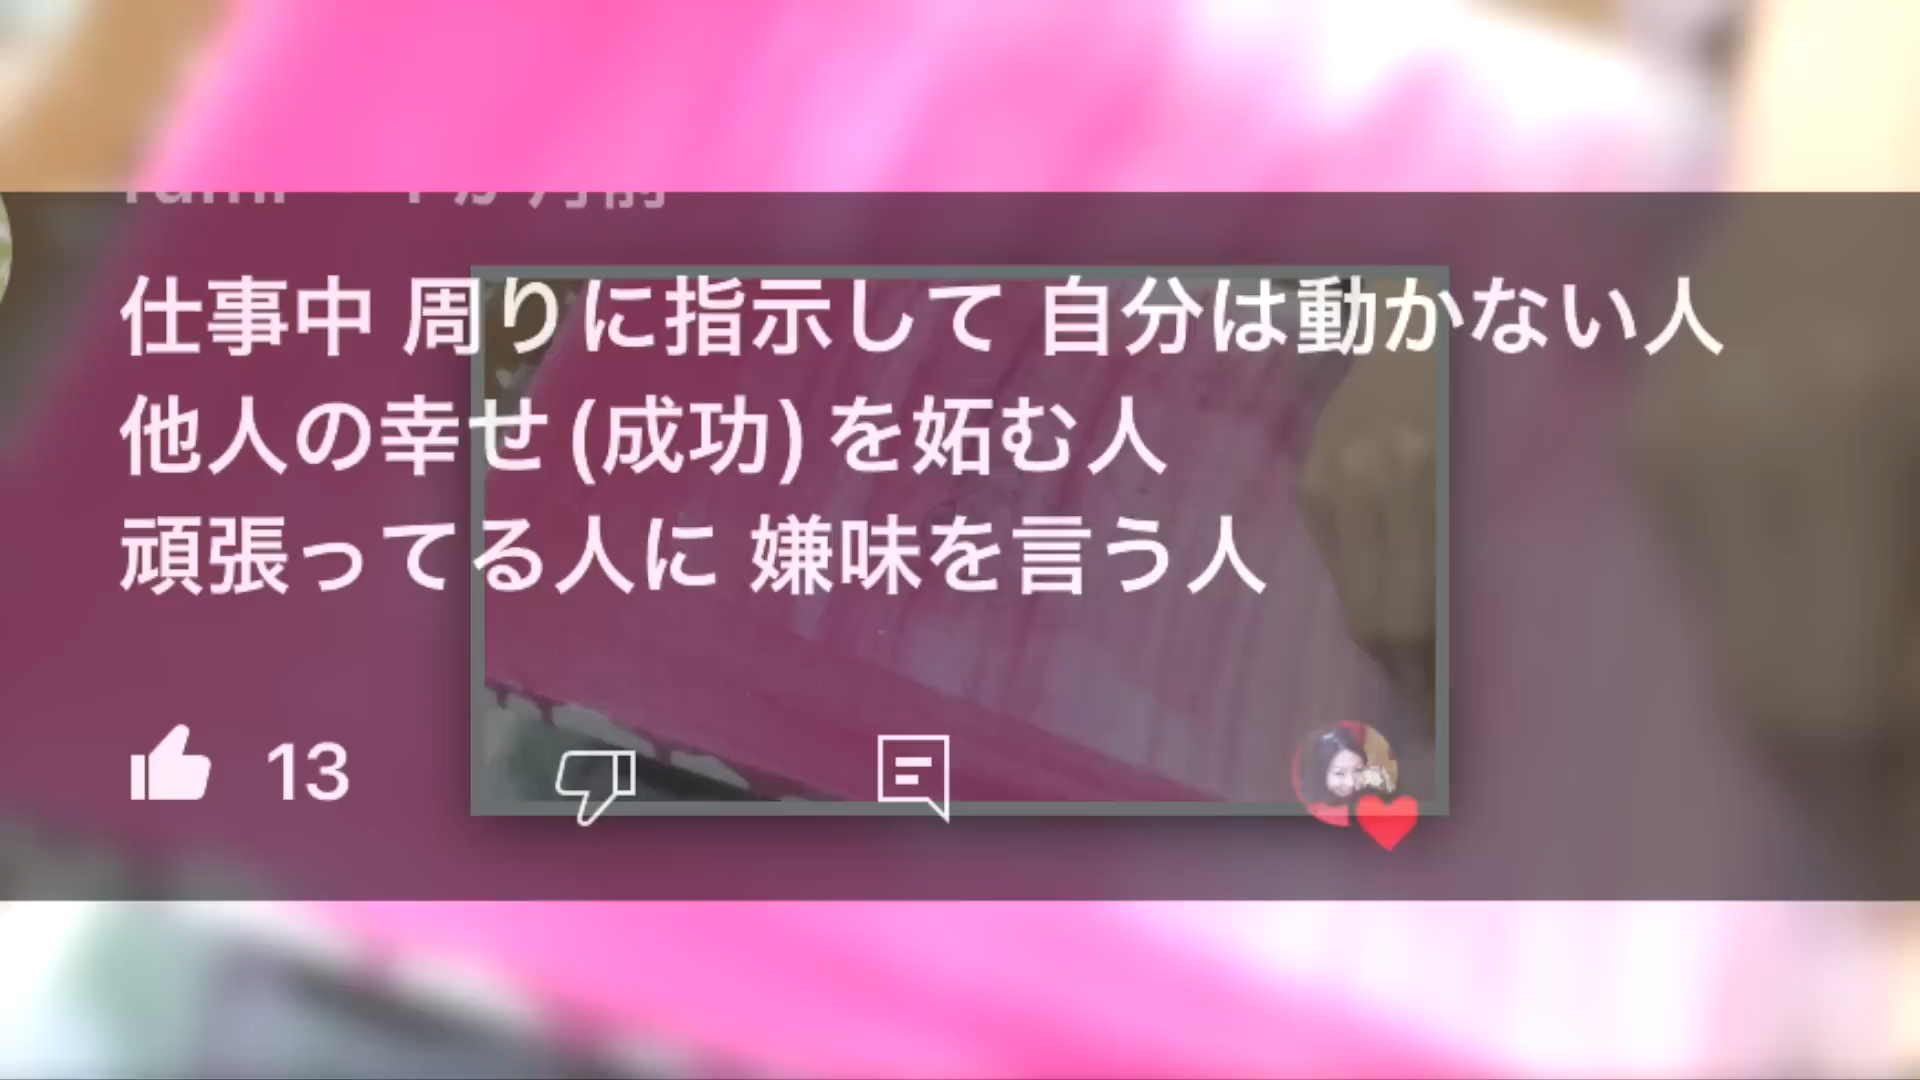 仕事中 周りに指示して 自分は動かない人
他人の幸せ(成功)を妬む人
頑張ってる人に 嫌味を言う人
13